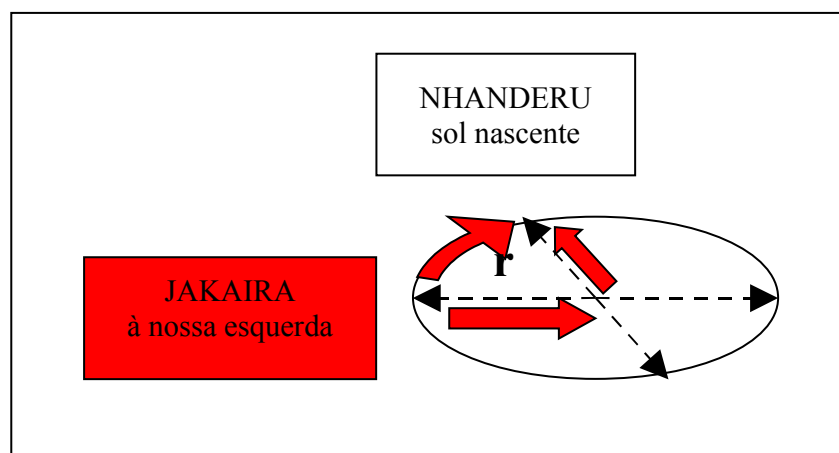 NHANDERU
sol nascente
r
JAKAIRA
à nossa esquerda